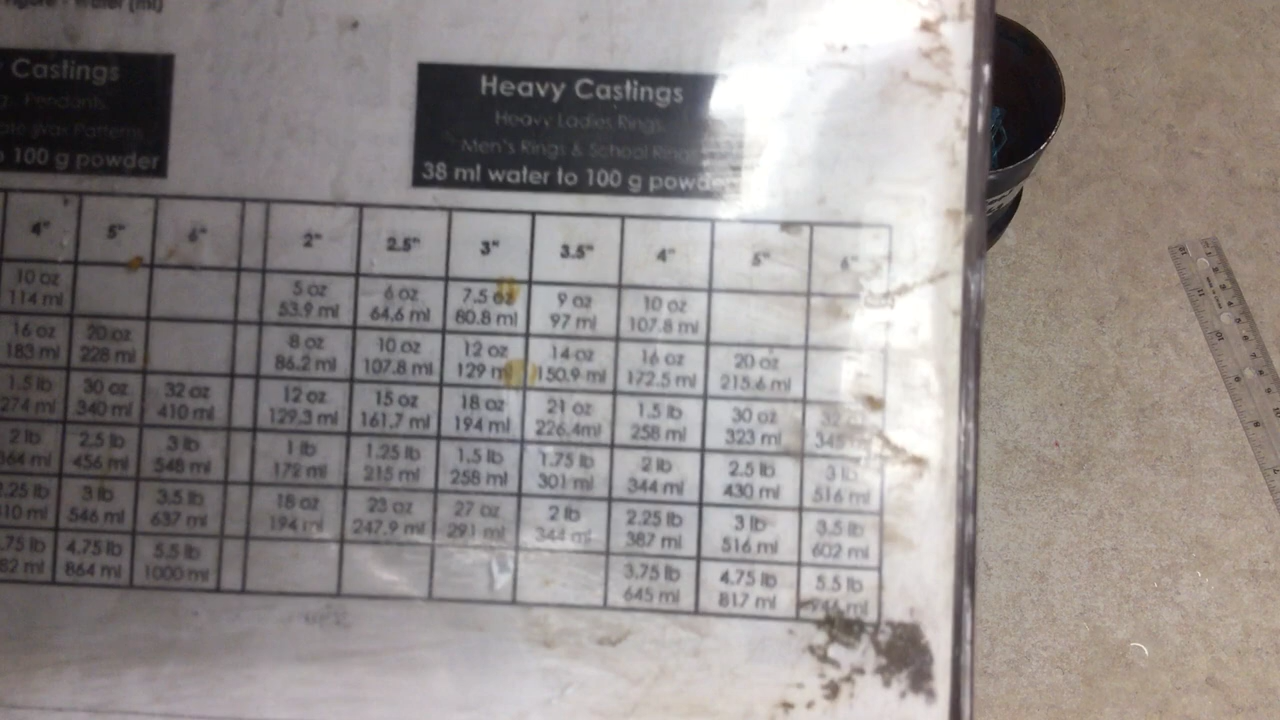 Castings
Pendants
100 g powder
Heavy Castings
Heavy Ladies Rings
Men's Rings & School Rings
38 ml water to 100 g powder
4" 5" 6" 2" 2.5" 3" 3.5" 4" 5" 6"
10 oz 5 oz 6 oz 7.5 oz 9 oz 10 oz
114 ml 53.9 ml 64.6 ml 80.8 ml 97 ml 107.8 ml
16 oz 20 oz 8 oz 10 oz 12 oz 14 oz 16 oz 20 oz
183 ml 228 ml 86.2 ml 107.8 ml 129 ml 150.9 ml 172.5 ml 215.6 ml
1.5 lb 30 oz 32 oz 12 oz 15 oz 18 oz 21 oz 1.5 lb 30 oz 32 oz
274 ml 340 ml 410 ml 129.3 ml 161.7 ml 194 ml 226.4ml 258 ml 323 ml
2 lb 2.5 lb 3 lb 1 lb 1.25 lb 1.5 lb 1.75 lb 2 lb 2.5 lb 3 lb
364 ml 456 ml 548 ml 172 ml 215 ml 258 ml 301 ml 344 ml 430 ml 516 ml
.25 lb 3 lb 3.5 lb 18 oz 23 oz 27 oz 2 lb 2.25 lb 3 lb 3.5 lb
10 ml 546 ml 637 ml 194 ml 247.9 ml 291 ml 344 ml 387 ml 516 ml 602 ml
.75 lb 4.75 lb 5.5 lb 3.75 lb 4.75 lb 5.5 lb
82 ml 864 ml 1000 ml 645 ml 817 ml